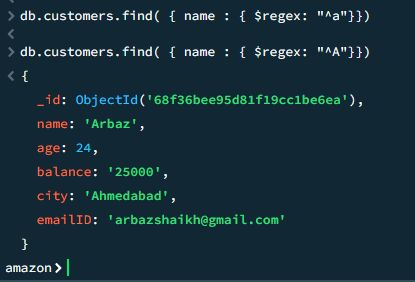 > db.customers.find( { name : { $regex: "^a"}})
<
> db.customers.find( { name : { $regex: "^A"}})
< {
_id: ObjectId('68f36bee95d81f19cc1be6ea'),
name: 'Arbaz',
age: 24,
balance: '25000',
city: 'Ahmedabad',
emailID: 'arbazshaikh@gmail.com'
}
amazon>